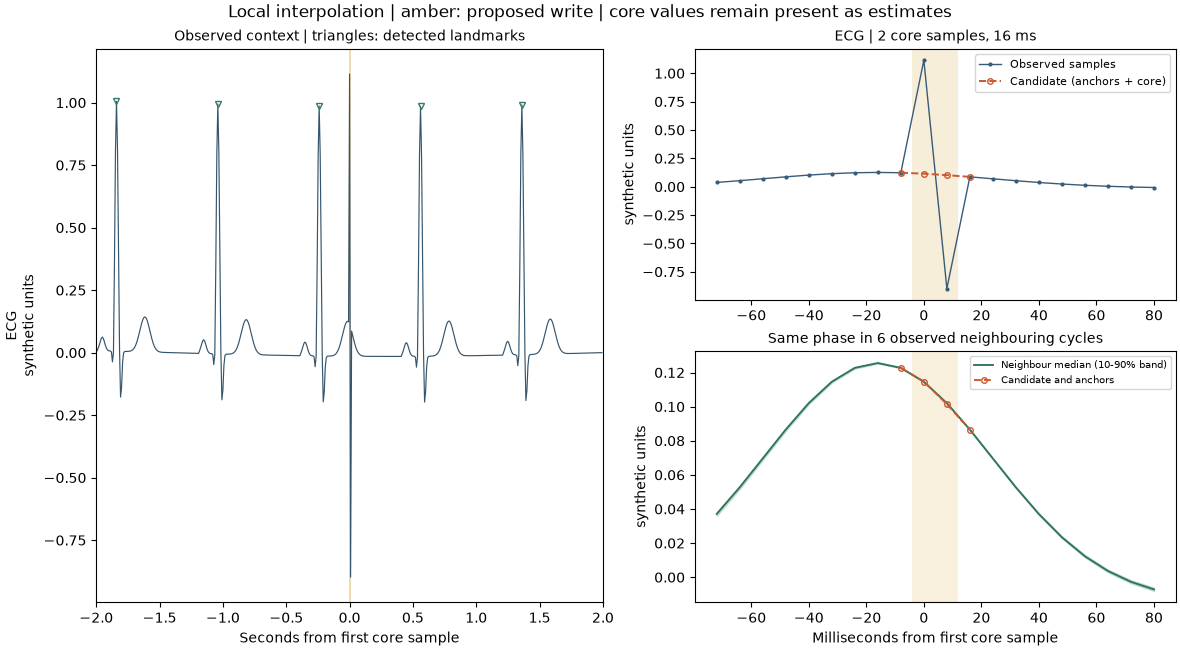 Local interpolation | amber: proposed write | core values remain present as estimates
Observed context | triangles: detected landmarks
ECG
synthetic units
1.00
0.75
0.50
0.25
0.00
−0.25
−0.50
−0.75
−2.0 −1.5 −1.0 −0.5 0.0 0.5 1.0 1.5 2.0
Seconds from first core sample
ECG | 2 core samples, 16 ms
Observed samples
Candidate (anchors + core)
synthetic units
1.00
0.75
0.50
0.25
0.00
−0.25
−0.50
−0.75
−60 −40 −20 0 20 40 60 80
Same phase in 6 observed neighbouring cycles
Neighbour median (10-90% band)
Candidate and anchors
synthetic units
0.12
0.10
0.08
0.06
0.04
0.02
0.00
−60 −40 −20 0 20 40 60 80
Milliseconds from first core sample